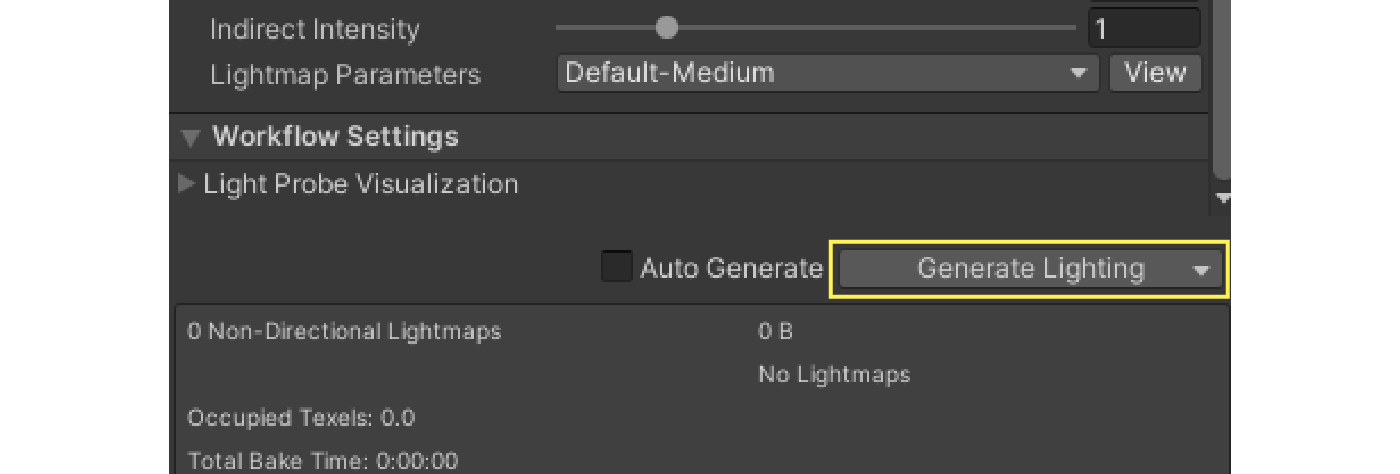 Indirect Intensity 1
Lightmap Parameters Default-Medium View
Workflow Settings
Light Probe Visualization
Auto Generate Generate Lighting
0 Non-Directional Lightmaps 0 B
No Lightmaps
Occupied Texels: 0.0
Total Bake Time: 0:00:00